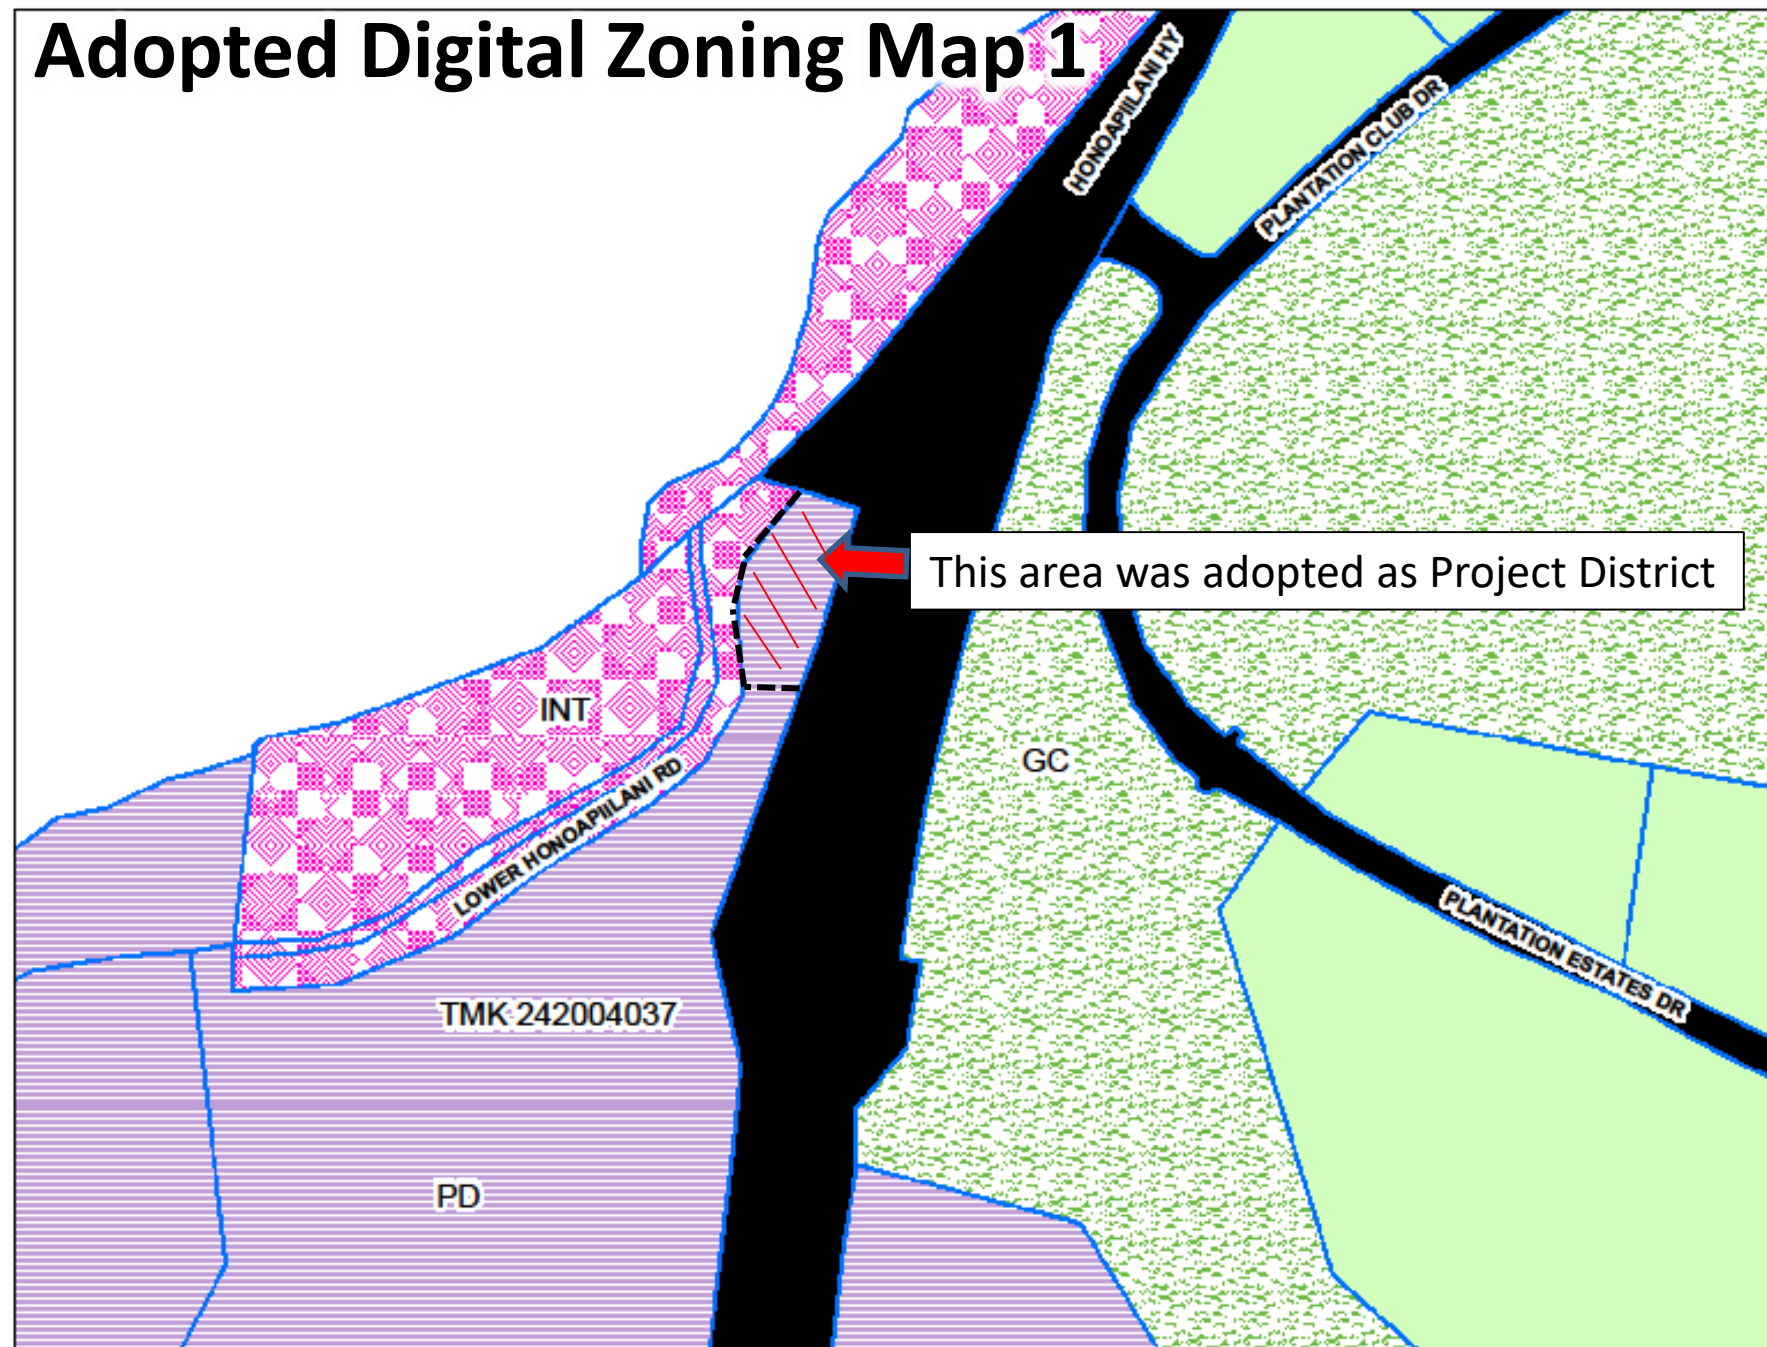 Adopted Digital Zoning Map 1
HONOAPIILANI HY
PLANTATION CLUB DR
This area was adopted as Project District
INT
GC
LOWER HONOAPIILANI RD
PLANTATION ESTATES DR
TMK 242004037
PD